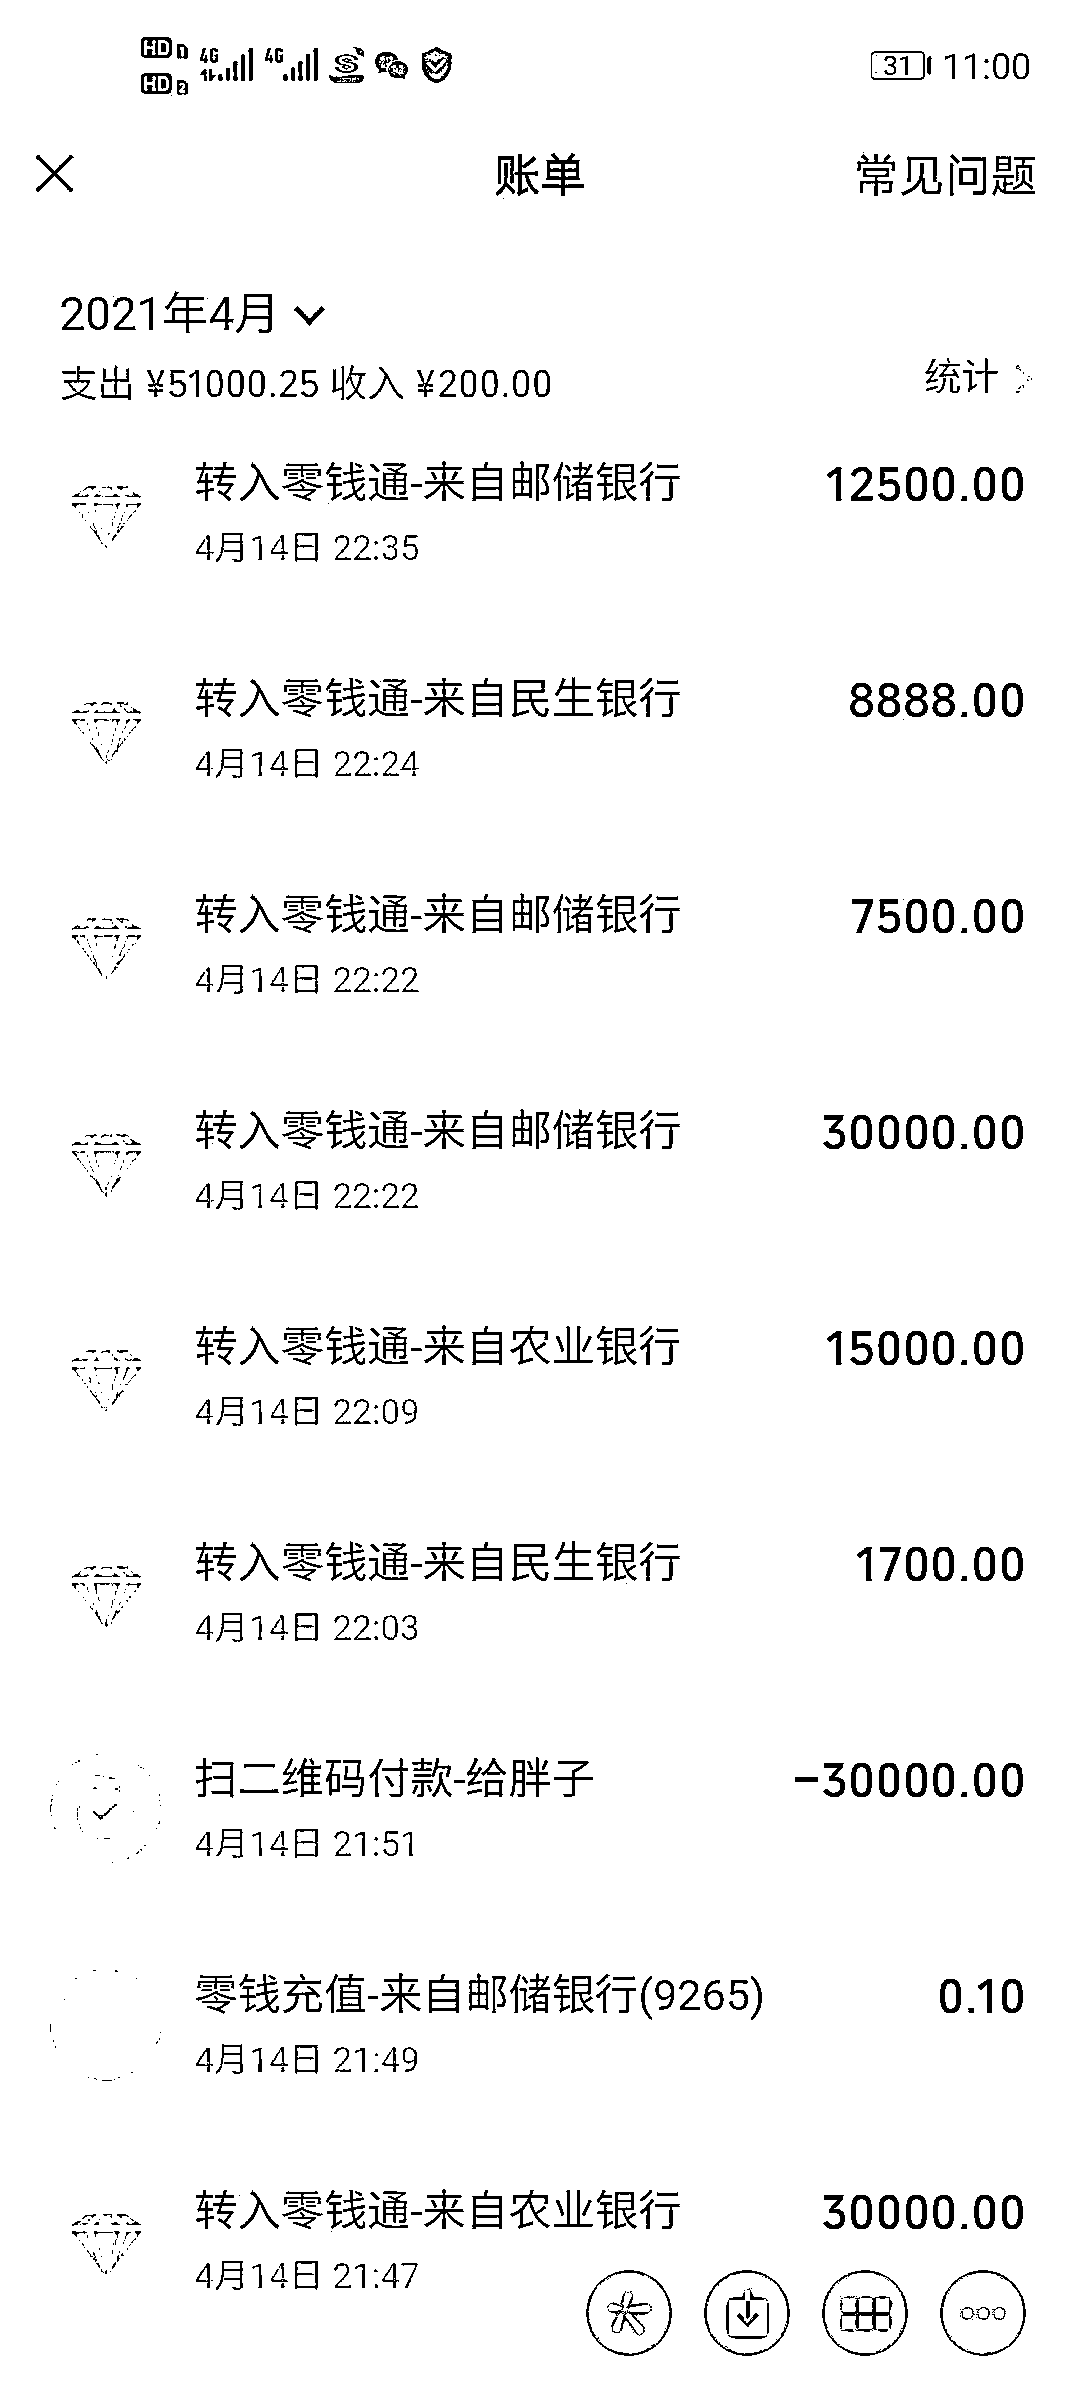 HD 1 4G 4G 31 11:00
HD 2
账单 常见问题
2021年4月
支出 ¥51000.25 收入 ¥200.00 统计
转入零钱通-来自邮储银行 12500.00
4月14日 22:35
转入零钱通-来自民生银行 8888.00
4月14日 22:24
转入零钱通-来自邮储银行 7500.00
4月14日 22:22
转入零钱通-来自邮储银行 30000.00
4月14日 22:22
转入零钱通-来自农业银行 15000.00
4月14日 22:09
转入零钱通-来自民生银行 1700.00
4月14日 22:03
扫二维码付款-给胖子 -30000.00
4月14日 21:51
零钱充值-来自邮储银行(9265) 0.10
4月14日 21:49
转入零钱通-来自农业银行 30000.00
4月14日 21:47